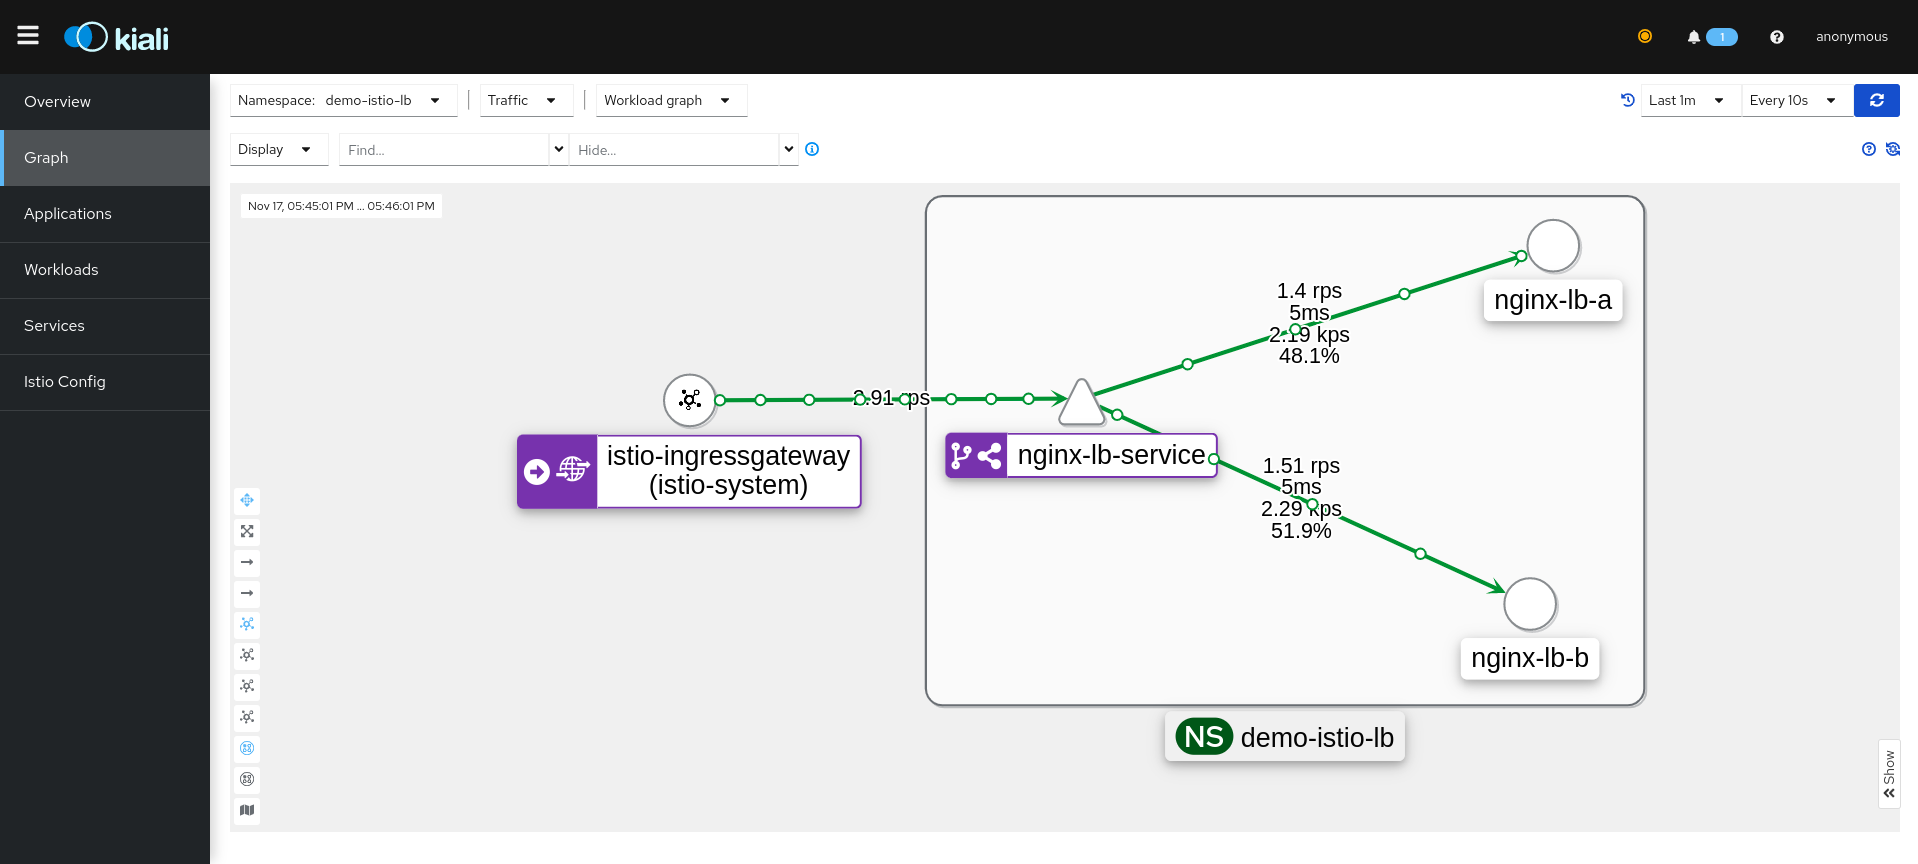 kiali
1
anonymous
Overview
Graph
Applications
Workloads
Services
Istio Config
Namespace: demo-istio-lb
Traffic
Workload graph
Last 1m
Every 10s
Display
Find...
Hide...
Nov 17, 05:45:01 PM ... 05:46:01 PM
nginx-lb-a
1.4 rps
5ms
2.19 kps
48.1%
2.91 rps
istio-ingressgateway
(istio-system)
nginx-lb-service
1.51 rps
5ms
2.29 kps
51.9%
nginx-lb-b
NS demo-istio-lb
Show